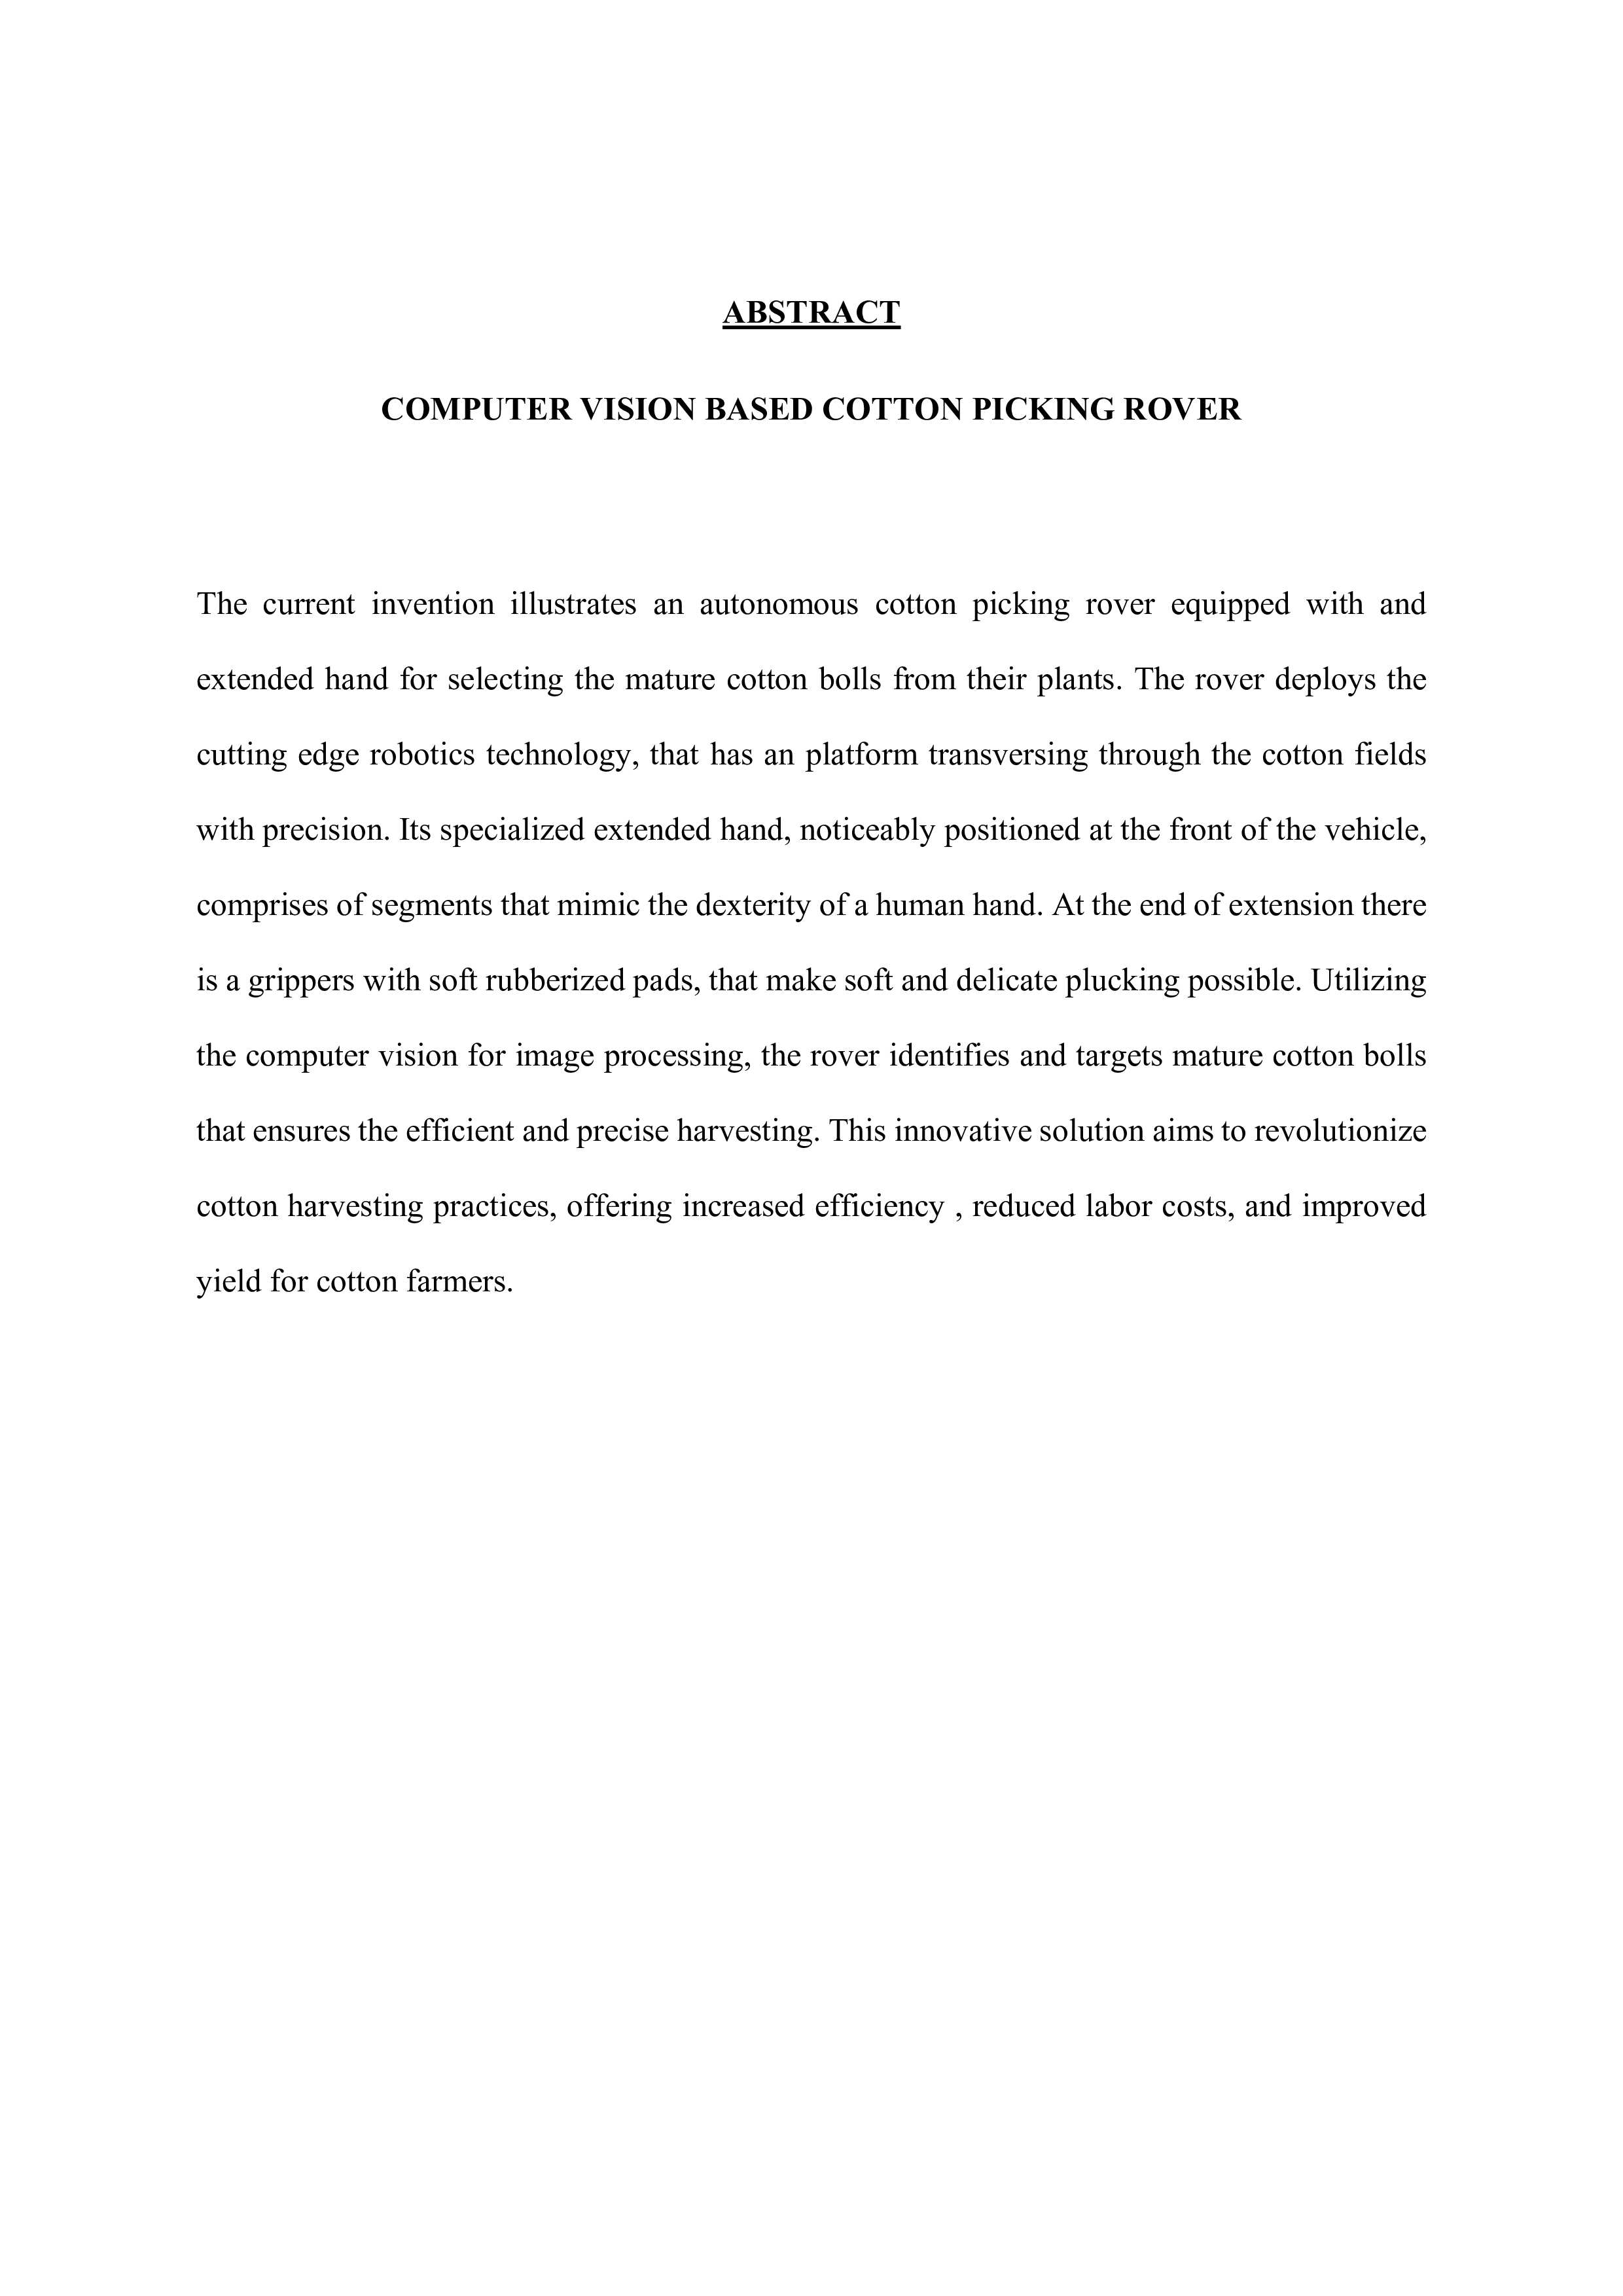 ABSTRACT
COMPUTER VISION BASED COTTON PICKING ROVER
The current invention illustrates an autonomous cotton picking rover equipped with and
extended hand for selecting the mature cotton bolls from their plants. The rover deploys the
cutting edge robotics technology, that has an platform transversing through the cotton fields
with precision. Its specialized extended hand, noticeably positioned at the front of the vehicle,
comprises of segments that mimic the dexterity of a human hand. At the end of extension there
is a grippers with soft rubberized pads, that make soft and delicate plucking possible. Utilizing
the computer vision for image processing, the rover identifies and targets mature cotton bolls
that ensures the efficient and precise harvesting. This innovative solution aims to revolutionize
cotton harvesting practices, offering increased efficiency , reduced labor costs, and improved
yield for cotton farmers.